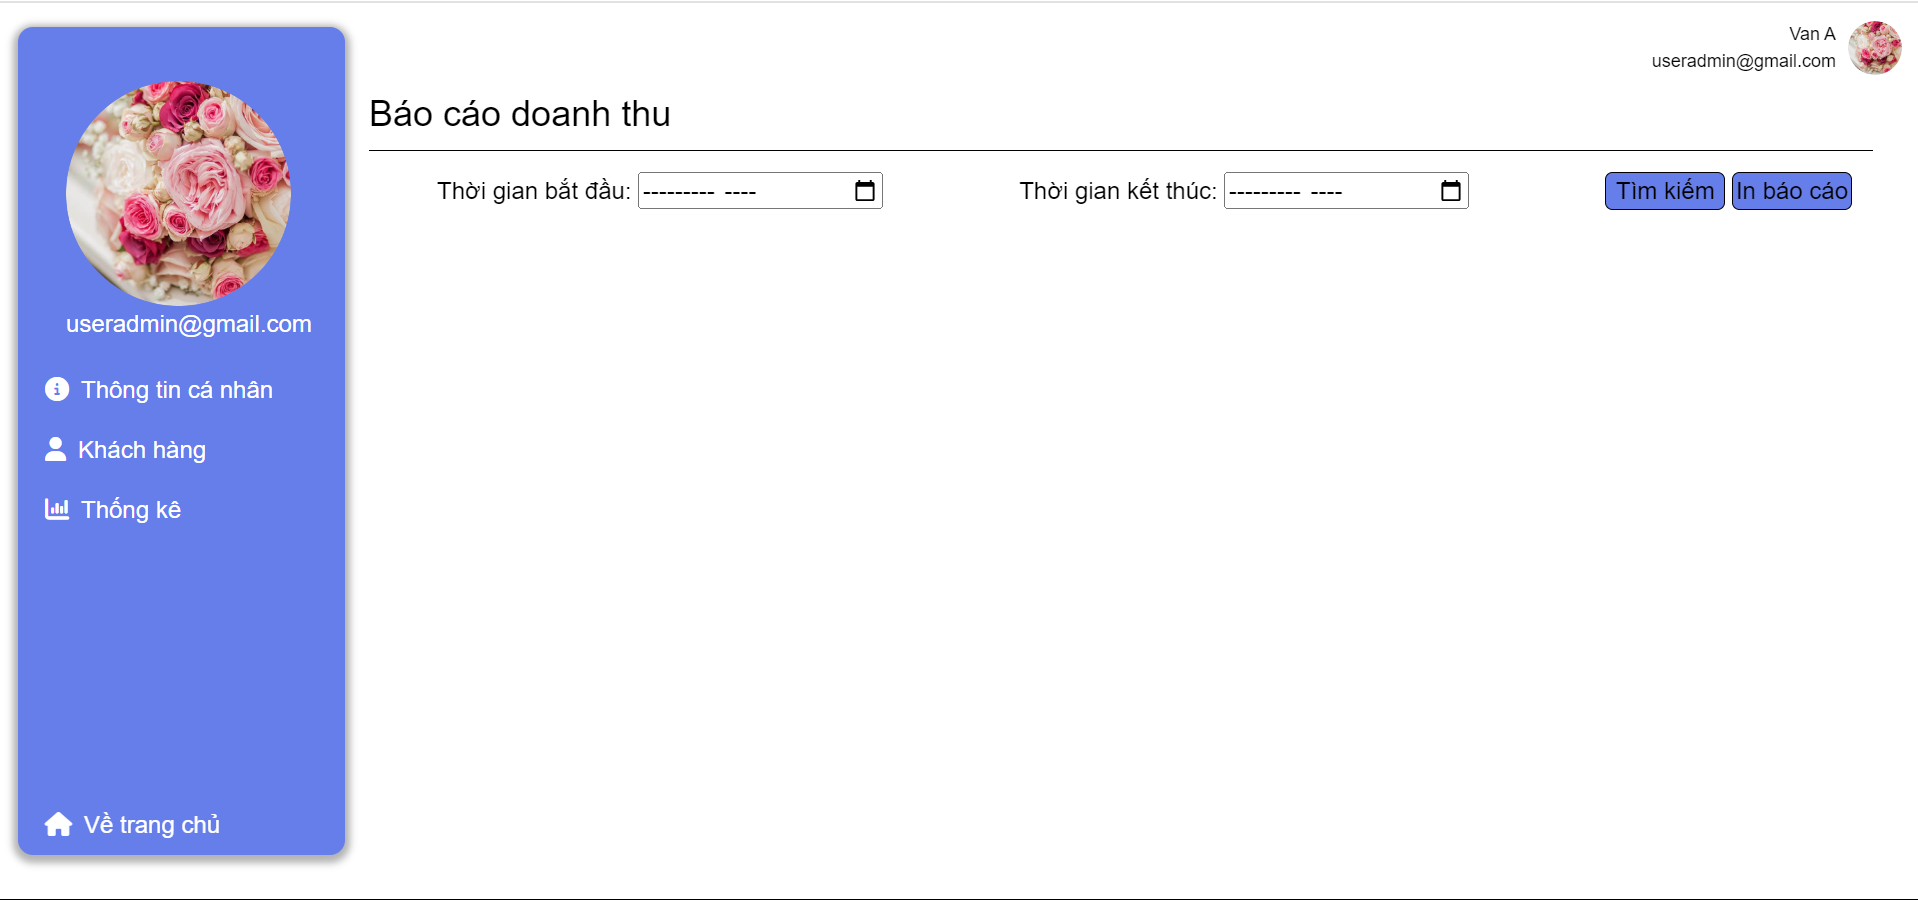 Van A
useradmin@gmail.com
useradmin@gmail.com
Thông tin cá nhân
Khách hàng
Thống kê
Về trang chủ
Báo cáo doanh thu
Thời gian bắt đầu: --------- ---- Thời gian kết thúc: --------- ---- Tìm kiếm In báo cáo